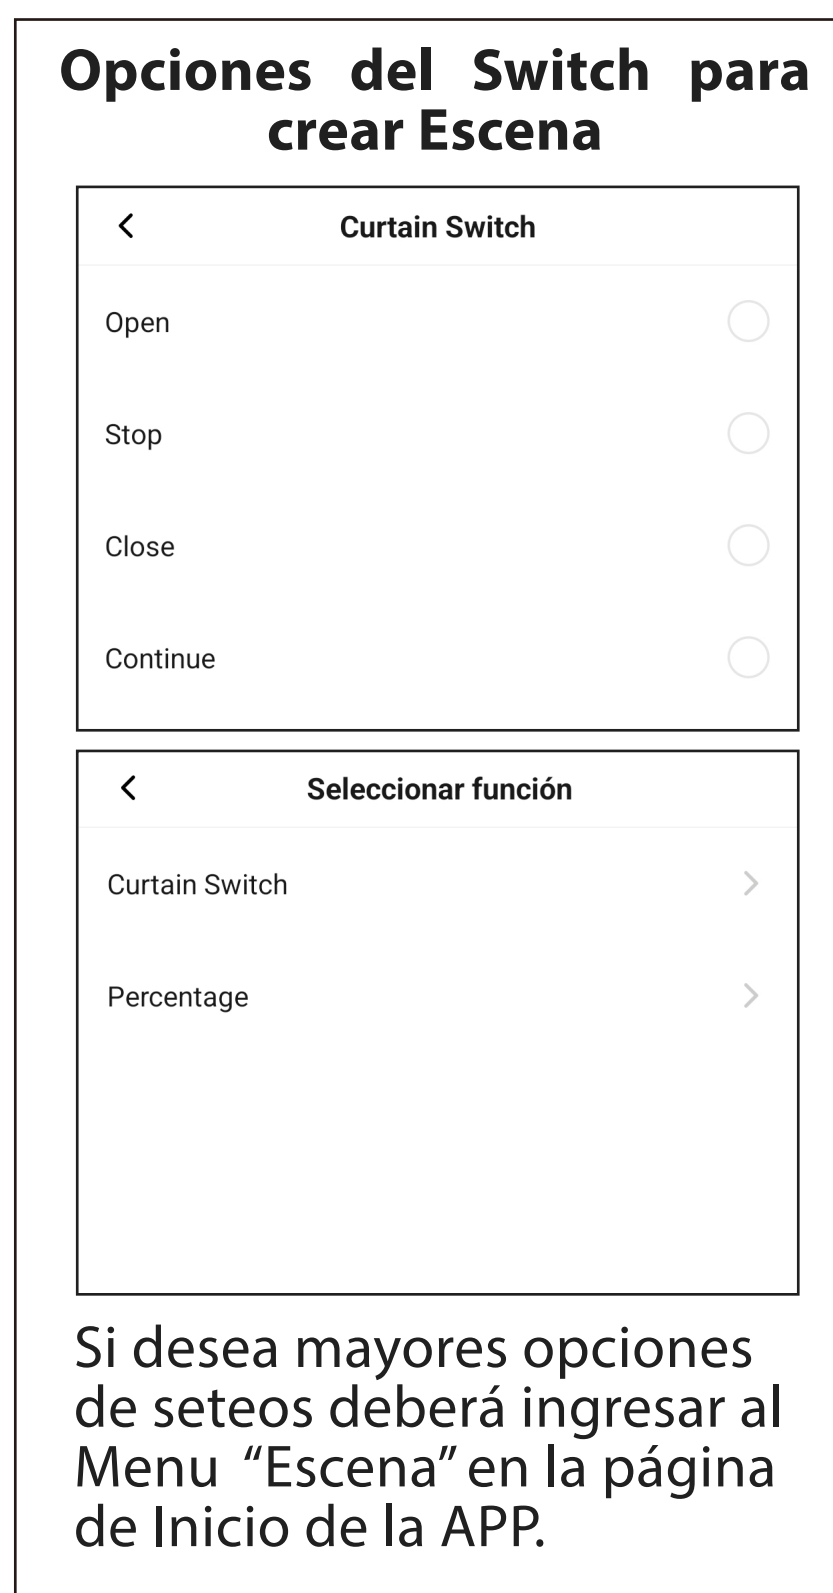 Opciones del Switch para
crear Escena
Curtain Switch
Open
Stop
Close
Continue
Seleccionar función
Curtain Switch
Percentage
Si desea mayores opciones
de seteos deberá ingresar al
Menu “Escena” en la página
de Inicio de la APP.